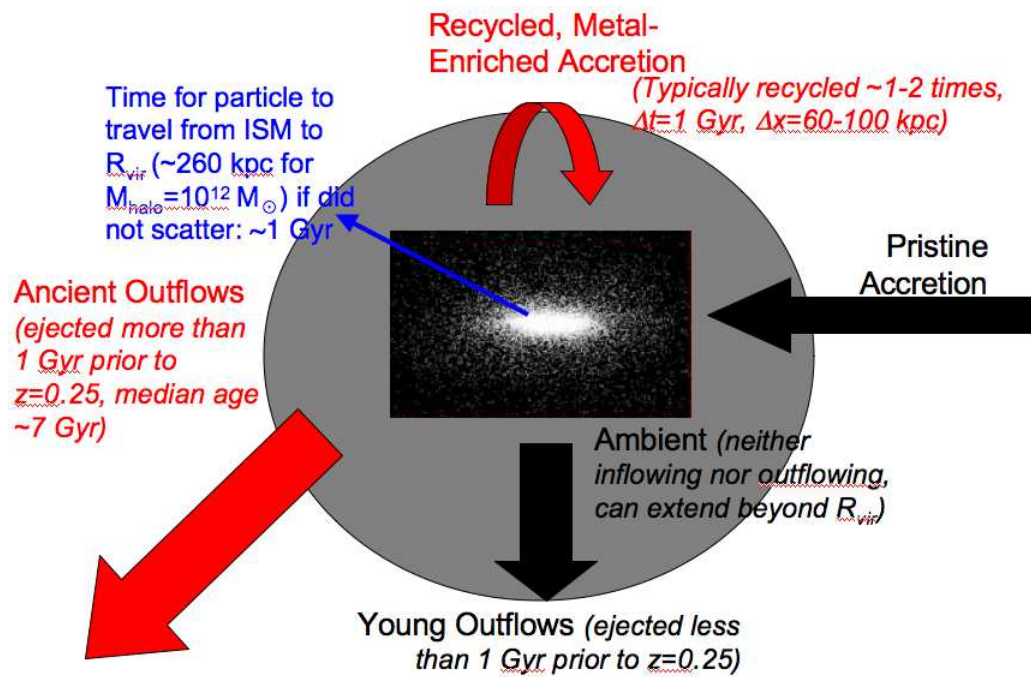 Recycled, Metal-
Enriched Accretion
(Typically recycled ~1-2 times,
Δt=1 Gyr, Δx=60-100 kpc)
Time for particle to
travel from ISM to
Rvir (~260 kpc for
Mhalo=10¹² M☉) if did
not scatter: ~1 Gyr
Pristine
Accretion
Ancient Outflows
(ejected more than
1 Gyr prior to
z=0.25, median age
~7 Gyr)
Ambient (neither
inflowing nor outflowing,
can extend beyond Rvir)
Young Outflows (ejected less
than 1 Gyr prior to z=0.25)